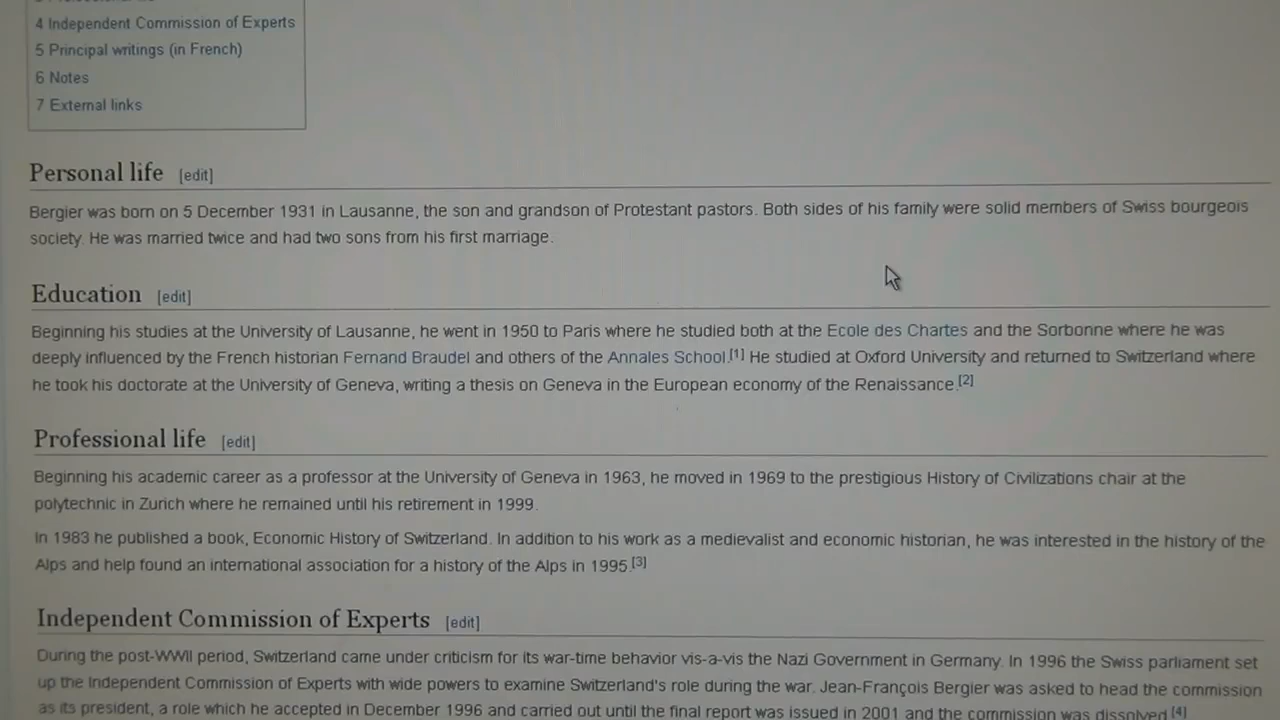 4 Independent Commission of Experts
5 Principal writings (in French)
6 Notes
7 External links
Personal life [edit]
Bergier was born on 5 December 1931 in Lausanne, the son and grandson of Protestant pastors. Both sides of his family were solid members of Swiss bourgeois
society. He was married twice and had two sons from his first marriage.
Education [edit]
Beginning his studies at the University of Lausanne, he went in 1950 to Paris where he studied both at the Ecole des Chartes and the Sorbonne where he was
deeply influenced by the French historian Fernand Braudel and others of the Annales School.[1] He studied at Oxford University and returned to Switzerland where
he took his doctorate at the University of Geneva, writing a thesis on Geneva in the European economy of the Renaissance.[2]
Professional life [edit]
Beginning his academic career as a professor at the University of Geneva in 1963, he moved in 1969 to the prestigious History of Civilizations chair at the
polytechnic in Zurich where he remained until his retirement in 1999.
In 1983 he published a book, Economic History of Switzerland. In addition to his work as a medievalist and economic historian, he was interested in the history of the
Alps and help found an international association for a history of the Alps in 1995.[3]
Independent Commission of Experts [edit]
During the post-WWII period, Switzerland came under criticism for its war-time behavior vis-a-vis the Nazi Government in Germany. In 1996 the Swiss parliament set
up the Independent Commission of Experts with wide powers to examine Switzerland's role during the war. Jean-François Bergier was asked to head the commission
as its president, a role which he accepted in December 1996 and carried out until the final report was issued in 2001 and the commission was dissolved.[4]